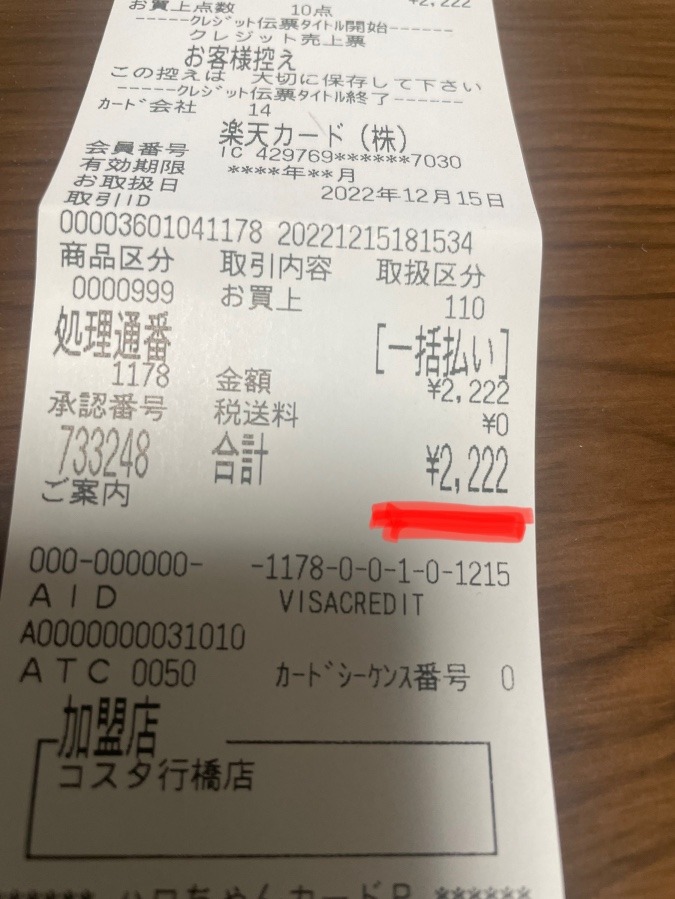 お買上点数 10点 ¥2,222
-----クレジット伝票タイトル開始------
クレジット売上票
お客様控え
この控えは 大切に保存して下さい
-----クレジット伝票タイトル終了------
カード会社 14
楽天カード(株)
会員番号 IC 429769******7030
有効期限 ****年**月
お取扱日 2022年12月15日
取引ID
00003601041178 20221215181534
商品区分 取引内容 取扱区分
0000999 お買上 110
処理通番 [一括払い]
1178 金額 ¥2,222
承認番号 税送料 ¥0
733248 合計 ¥2,222
ご案内
000-000000- -1178-0-0-1-0-1215
AID VISACREDIT
A0000000031010
ATC 0050 カードシーケンス番号 0
加盟店
コスタ行橋店